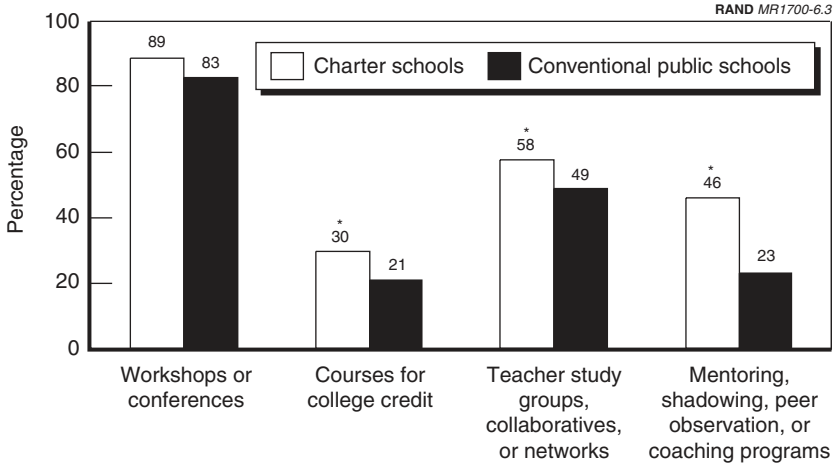 RAND MR1700-6.3
100
80
60
40
20
0
Percentage
Charter schools
Conventional public schools
89
83
*
30
21
*
58
49
*
46
23
Workshops or
conferences
Courses for
college credit
Teacher study
groups,
collaboratives,
or networks
Mentoring,
shadowing, peer
observation, or
coaching programs